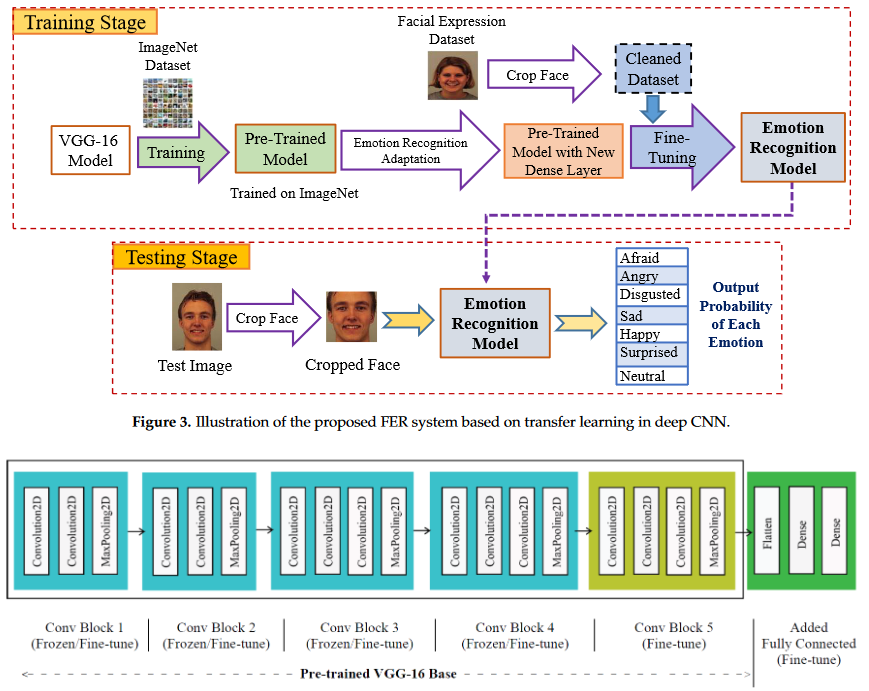 Training Stage
ImageNet
Dataset
Facial Expression
Dataset
Crop Face
Cleaned
Dataset
VGG-16
Model
Training
Pre-Trained
Model
Emotion Recognition
Adaptation
Pre-Trained
Model with New
Dense Layer
Fine-
Tuning
Emotion
Recognition
Model
Trained on ImageNet
Testing Stage
Test Image
Crop Face
Cropped Face
Emotion
Recognition
Model
Afraid
Angry
Disgusted
Sad
Happy
Surprised
Neutral
Output
Probability
of Each
Emotion
Figure 3. Illustration of the proposed FER system based on transfer learning in deep CNN.
Convolution2D
Convolution2D
MaxPooling2D
Convolution2D
Convolution2D
MaxPooling2D
Convolution2D
Convolution2D
Convolution2D
MaxPooling2D
Convolution2D
Convolution2D
Convolution2D
MaxPooling2D
Convolution2D
Convolution2D
Convolution2D
MaxPooling2D
Flatten
Dense
Dense
Conv Block 1
(Frozen/Fine-tune)
Conv Block 2
(Frozen/Fine-tune)
Conv Block 3
(Frozen/Fine-tune)
Conv Block 4
(Frozen/Fine-tune)
Conv Block 5
(Fine-tune)
Added
Fully Connected
(Fine-tune)
Pre-trained VGG-16 Base